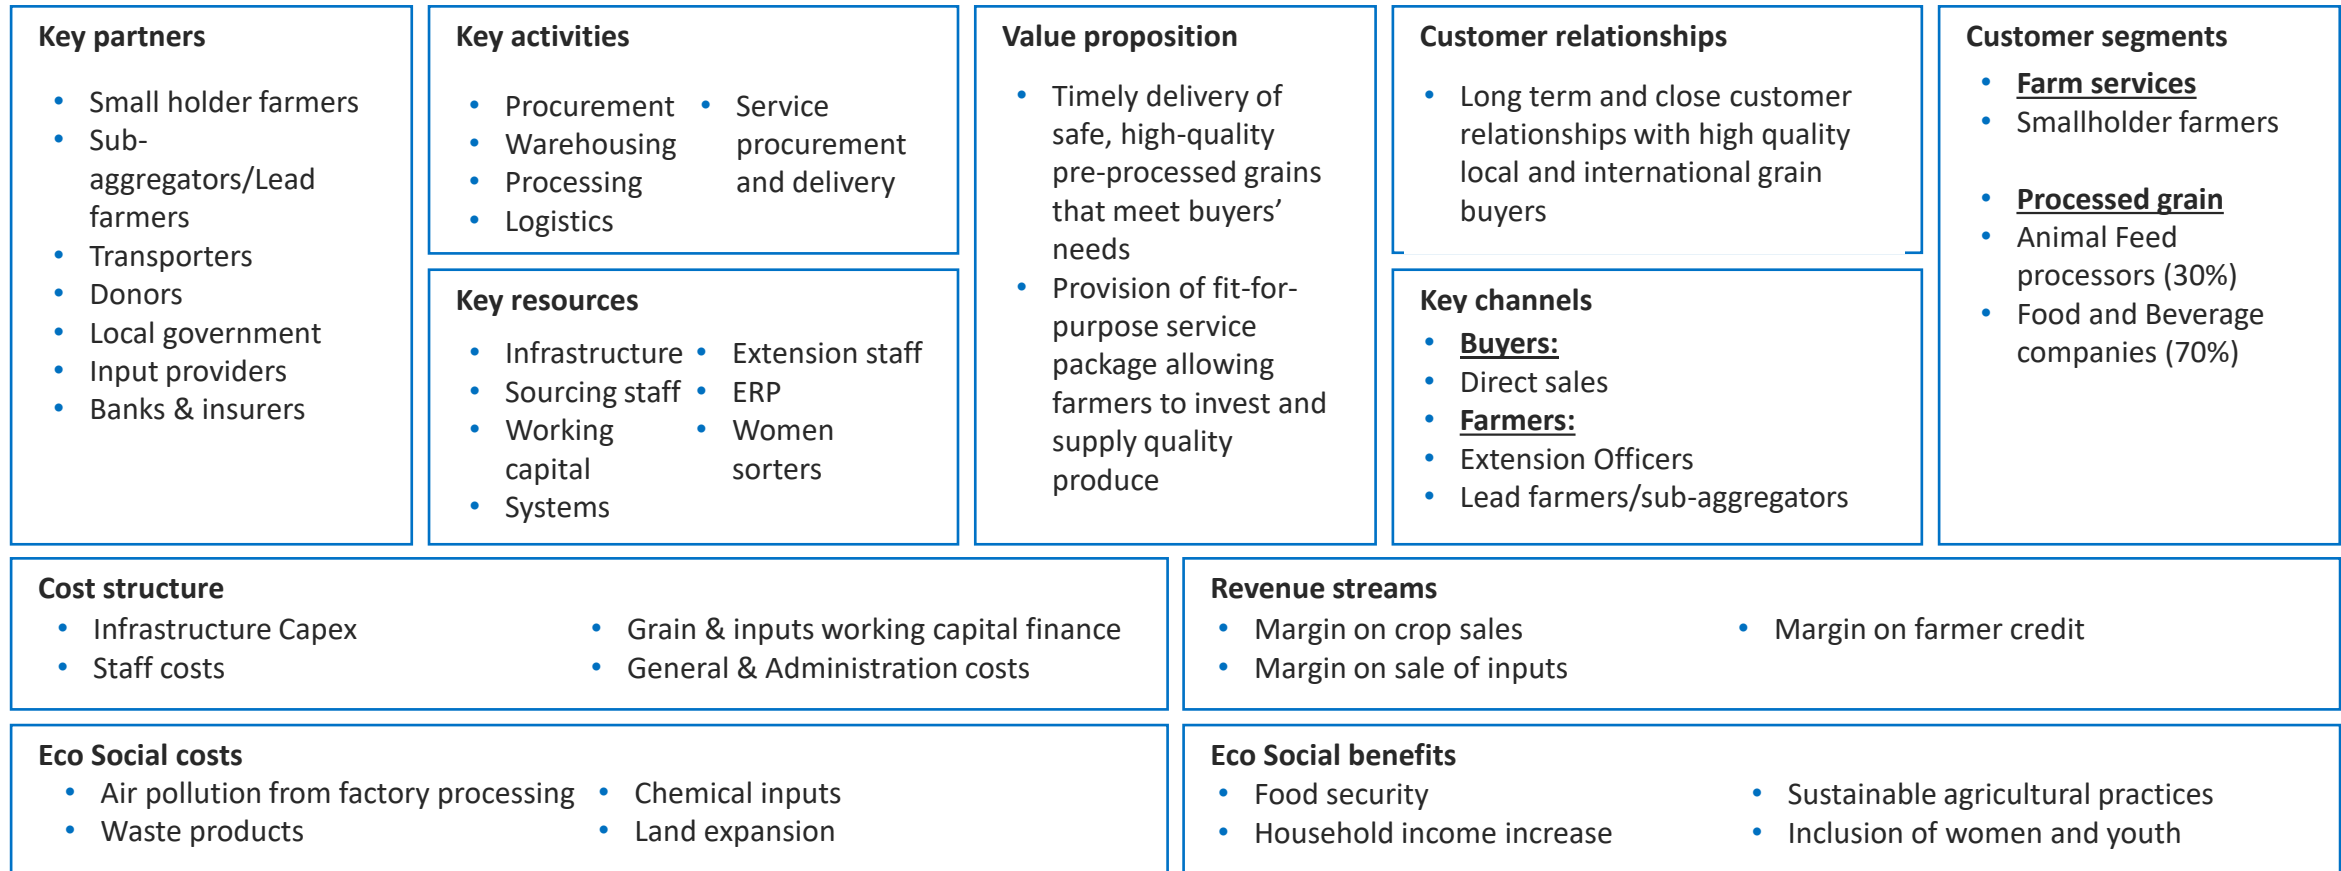 Key partners
• Small holder farmers
• Sub-
aggregators/Lead
farmers
• Transporters
• Donors
• Local government
• Input providers
• Banks & insurers
Key activities
• Procurement
• Warehousing
• Processing
• Logistics
• Service
procurement
and delivery
Key resources
• Infrastructure
• Sourcing staff
• Working
capital
• Systems
• Extension staff
• ERP
• Women
sorters
Value proposition
• Timely delivery of
safe, high-quality
pre-processed grains
that meet buyers’
needs
• Provision of fit-for-
purpose service
package allowing
farmers to invest and
supply quality
produce
Customer relationships
• Long term and close customer
relationships with high quality
local and international grain
buyers
Key channels
• Buyers:
• Direct sales
• Farmers:
• Extension Officers
• Lead farmers/sub-aggregators
Customer segments
• Farm services
• Smallholder farmers
• Processed grain
• Animal Feed
processors (30%)
• Food and Beverage
companies (70%)
Cost structure
• Infrastructure Capex
• Staff costs
• Grain & inputs working capital finance
• General & Administration costs
Revenue streams
• Margin on crop sales
• Margin on sale of inputs
• Margin on farmer credit
Eco Social costs
• Air pollution from factory processing
• Waste products
• Chemical inputs
• Land expansion
Eco Social benefits
• Food security
• Household income increase
• Sustainable agricultural practices
• Inclusion of women and youth